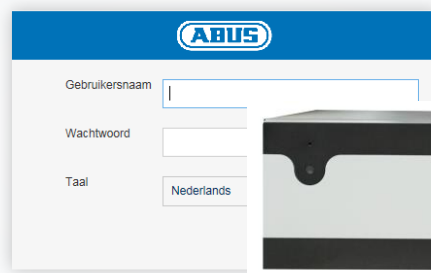 ABUS
Gebruikersnaam
Wachtwoord
Taal
Nederlands